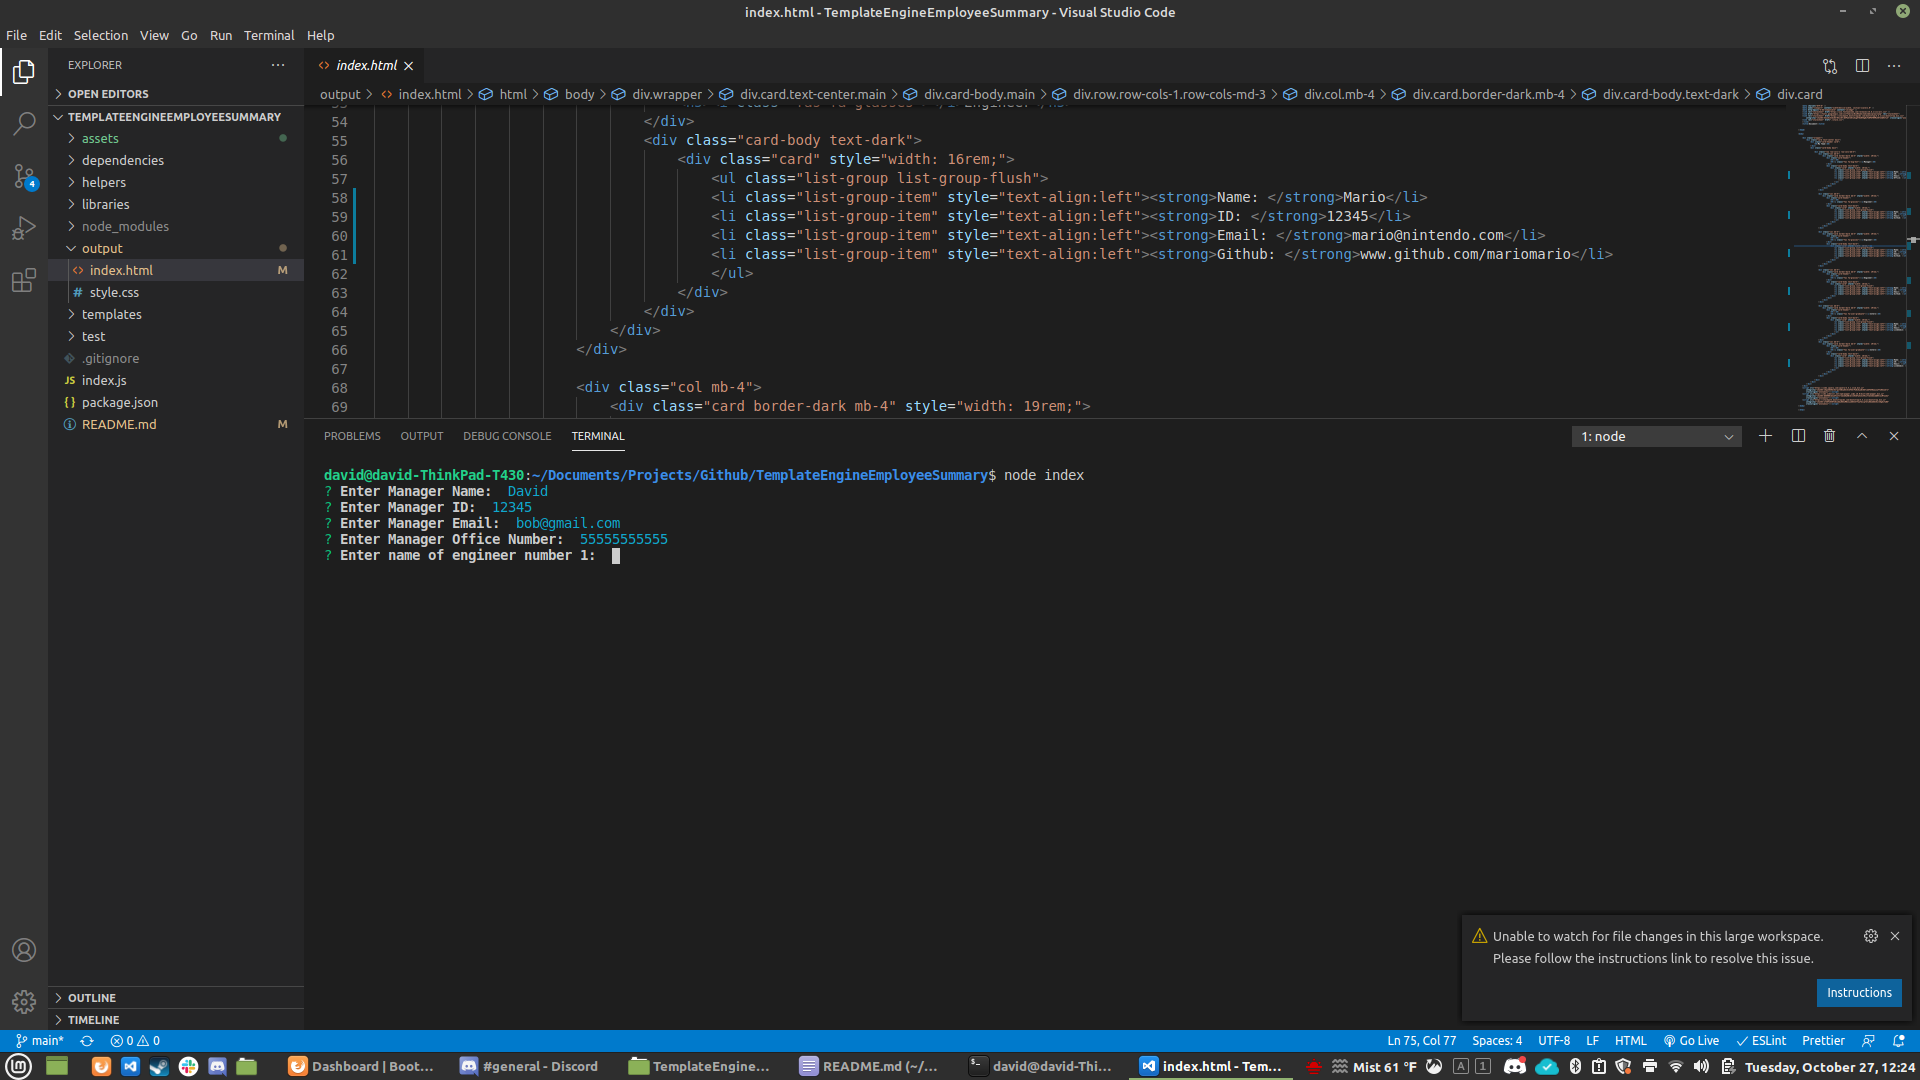 index.html - TemplateEngineEmployeeSummary - Visual Studio Code
File Edit Selection View Go Run Terminal Help
EXPLORER
OPEN EDITORS
TEMPLATEENGINEEMPLOYEESUMMARY
assets
dependencies
helpers
libraries
node_modules
output
index.html M
style.css
templates
test
.gitignore
JS index.js
{} package.json
README.md M
OUTLINE
TIMELINE
4
index.html
output > index.html > html > body > div.wrapper > div.card.text-center.main > div.card-body.main > div.row.row-cols-1.row-cols-md-3 > div.col.mb-4 > div.card.border-dark.mb-4 > div.card-body.text-dark > div.card
54 </div>
55 <div class="card-body text-dark">
56 <div class="card" style="width: 16rem;">
57 <ul class="list-group list-group-flush">
58 <li class="list-group-item" style="text-align:left"><strong>Name: </strong>Mario</li>
59 <li class="list-group-item" style="text-align:left"><strong>ID: </strong>12345</li>
60 <li class="list-group-item" style="text-align:left"><strong>Email: </strong>mario@nintendo.com</li>
61 <li class="list-group-item" style="text-align:left"><strong>Github: </strong>www.github.com/mariomario</li>
62 </ul>
63 </div>
64 </div>
65 </div>
66 </div>
67
68 <div class="col mb-4">
69 <div class="card border-dark mb-4" style="width: 19rem;">
PROBLEMS OUTPUT DEBUG CONSOLE TERMINAL
1: node
david@david-ThinkPad-T430:~/Documents/Projects/Github/TemplateEngineEmployeeSummary$ node index
? Enter Manager Name: David
? Enter Manager ID: 12345
? Enter Manager Email: bob@gmail.com
? Enter Manager Office Number: 55555555555
? Enter name of engineer number 1:
Unable to watch for file changes in this large workspace.
Please follow the instructions link to resolve this issue.
Instructions
main* 0 0
Ln 75, Col 77 Spaces: 4 UTF-8 LF HTML Go Live ESLint Prettier
Dashboard | Boot... #general - Discord TemplateEngine... README.md (~/... david@david-Thi... index.html - Tem... Mist 61 °F A 1 Tuesday, October 27, 12:24